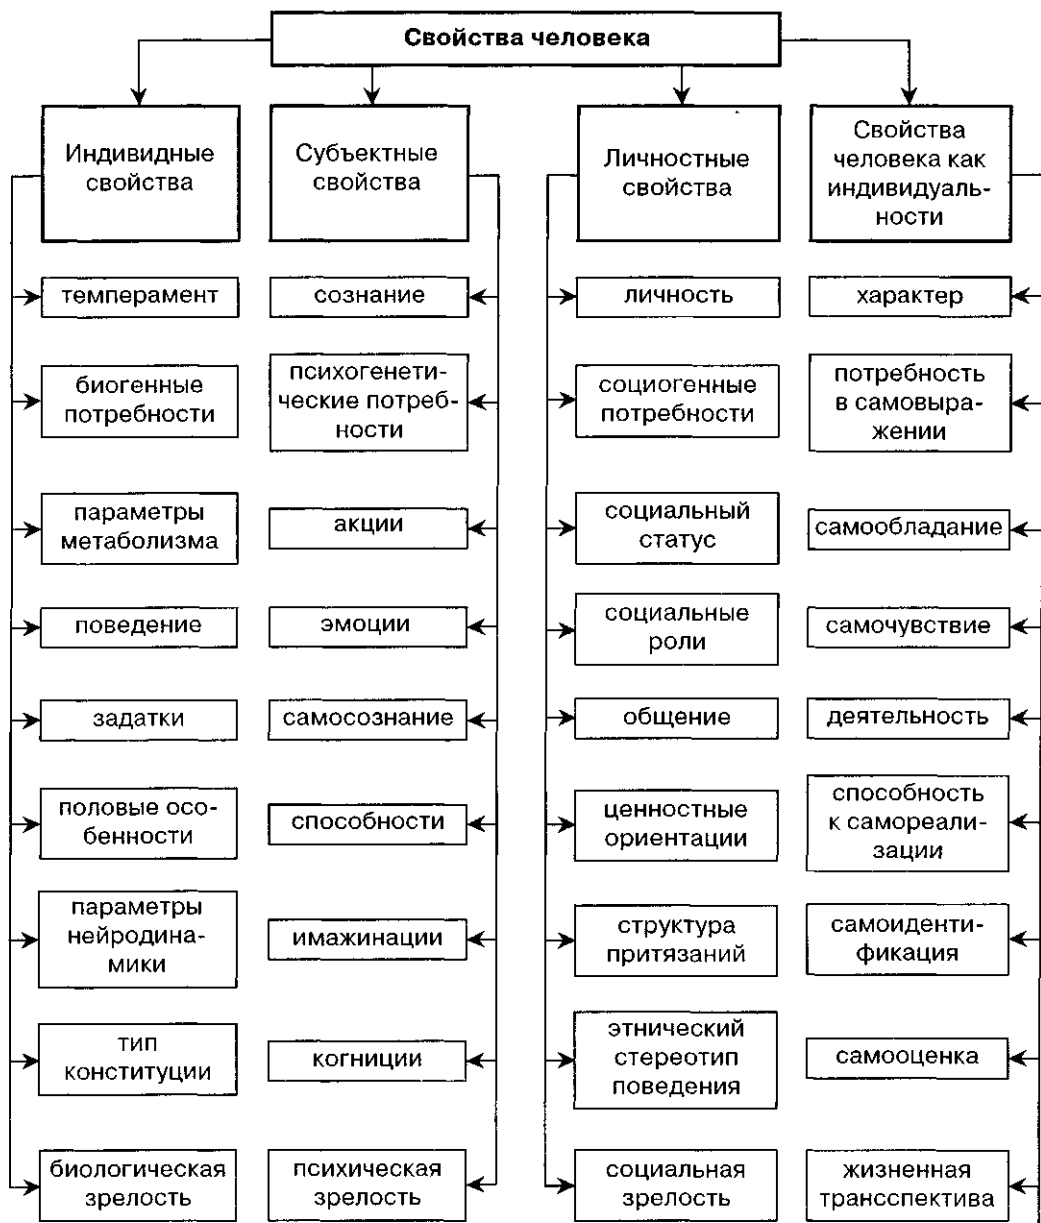 Свойства человека
Индивидные
свойства
Субъектные
свойства
Личностные
свойства
Свойства
человека как
индивидуаль-
ности
темперамент
сознание
личность
характер
биогенные
потребности
психогенети-
ческие потреб-
ности
социогенные
потребности
потребность
в самовыра-
жении
параметры
метаболизма
акции
социальный
статус
самообладание
поведение
эмоции
социальные
роли
самочувствие
задатки
самосознание
общение
деятельность
половые осо-
бенности
способности
ценностные
ориентации
способность
к самореали-
зации
параметры
нейродина-
мики
имажинации
структура
притязаний
самоиденти-
фикация
тип
конституции
когниции
этнический
стереотип
поведения
самооценка
биологическая
зрелость
психическая
зрелость
социальная
зрелость
жизненная
трансспектива